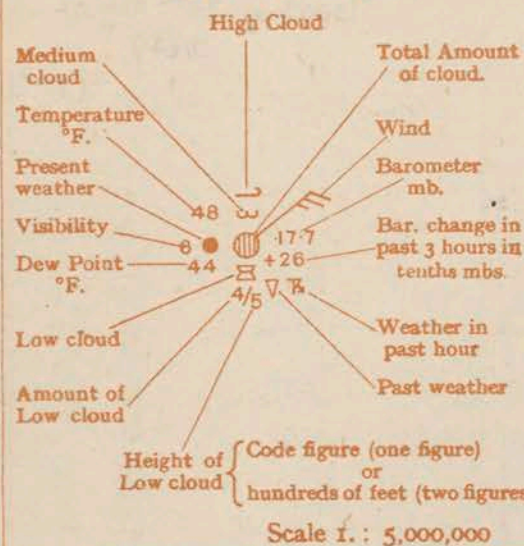 High Cloud
Medium
cloud
Total Amount
of cloud.
Temperature
°F.
Wind
Present
weather
Barometer
mb.
48
Visibility
6
17.7
Bar. change in
past 3 hours in
tenths mbs.
Dew Point
°F.
44
+26
4/5
Low cloud
Weather in
past hour
Amount of
Low cloud
Past weather
Height of
Low cloud
Code figure (one figure)
or
hundreds of feet (two figures
Scale 1. : 5,000,000